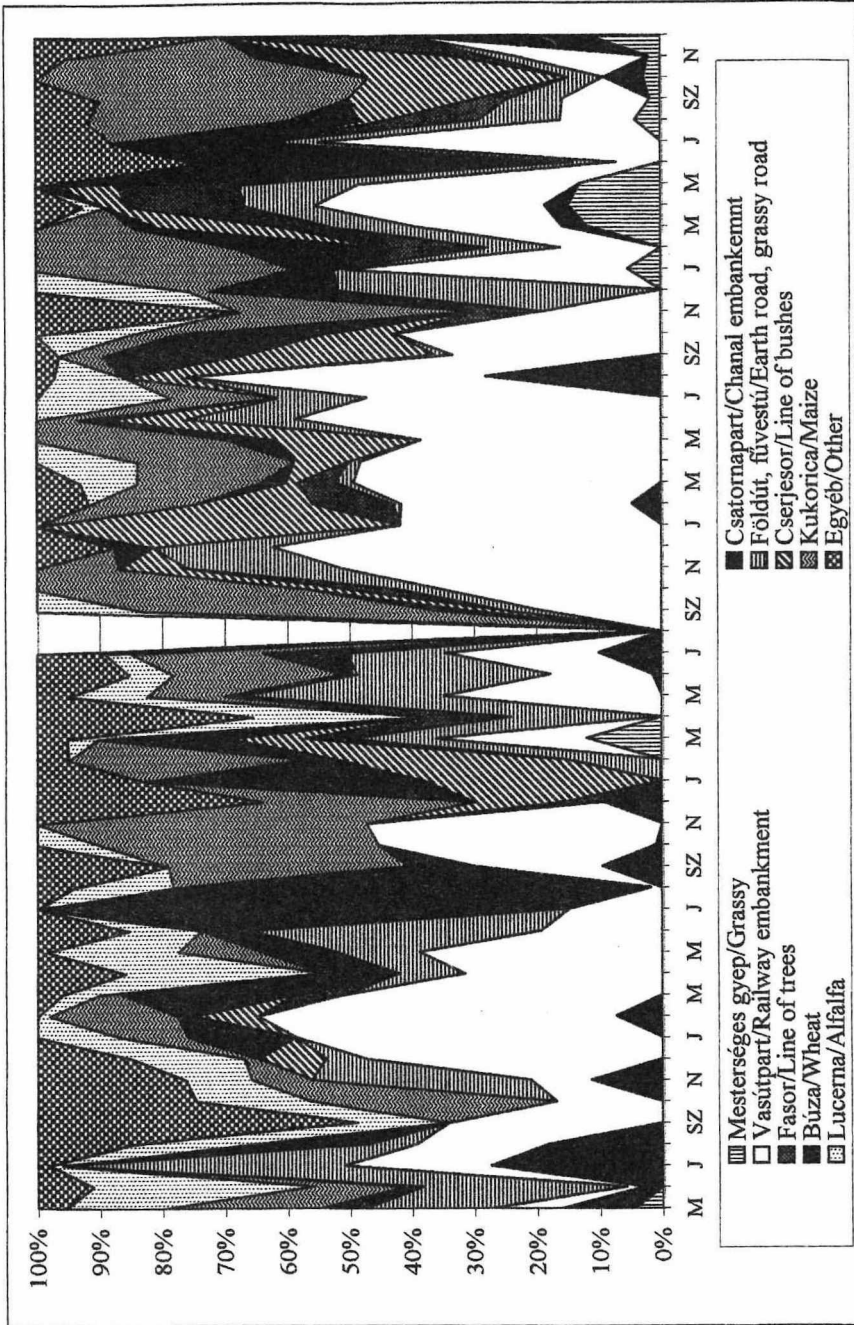 100%
90%
80%
70%
60%
50%
40%
30%
20%
10%
0%
M J SZ N J M M J SZ N J M M J SZ N J M M J SZ N J M M J SZ N
Mesterséges gyep/Grassy
Csatornapart/Chanal embankemnt
Vasútpart/Railway embankment
Földút, fűvestú/Earth road, grassy road
Fasor/Line of trees
Cserjesor/Line of bushes
Búza/Wheat
Kukorica/Maize
Lucerna/Alfalfa
Egyéb/Other